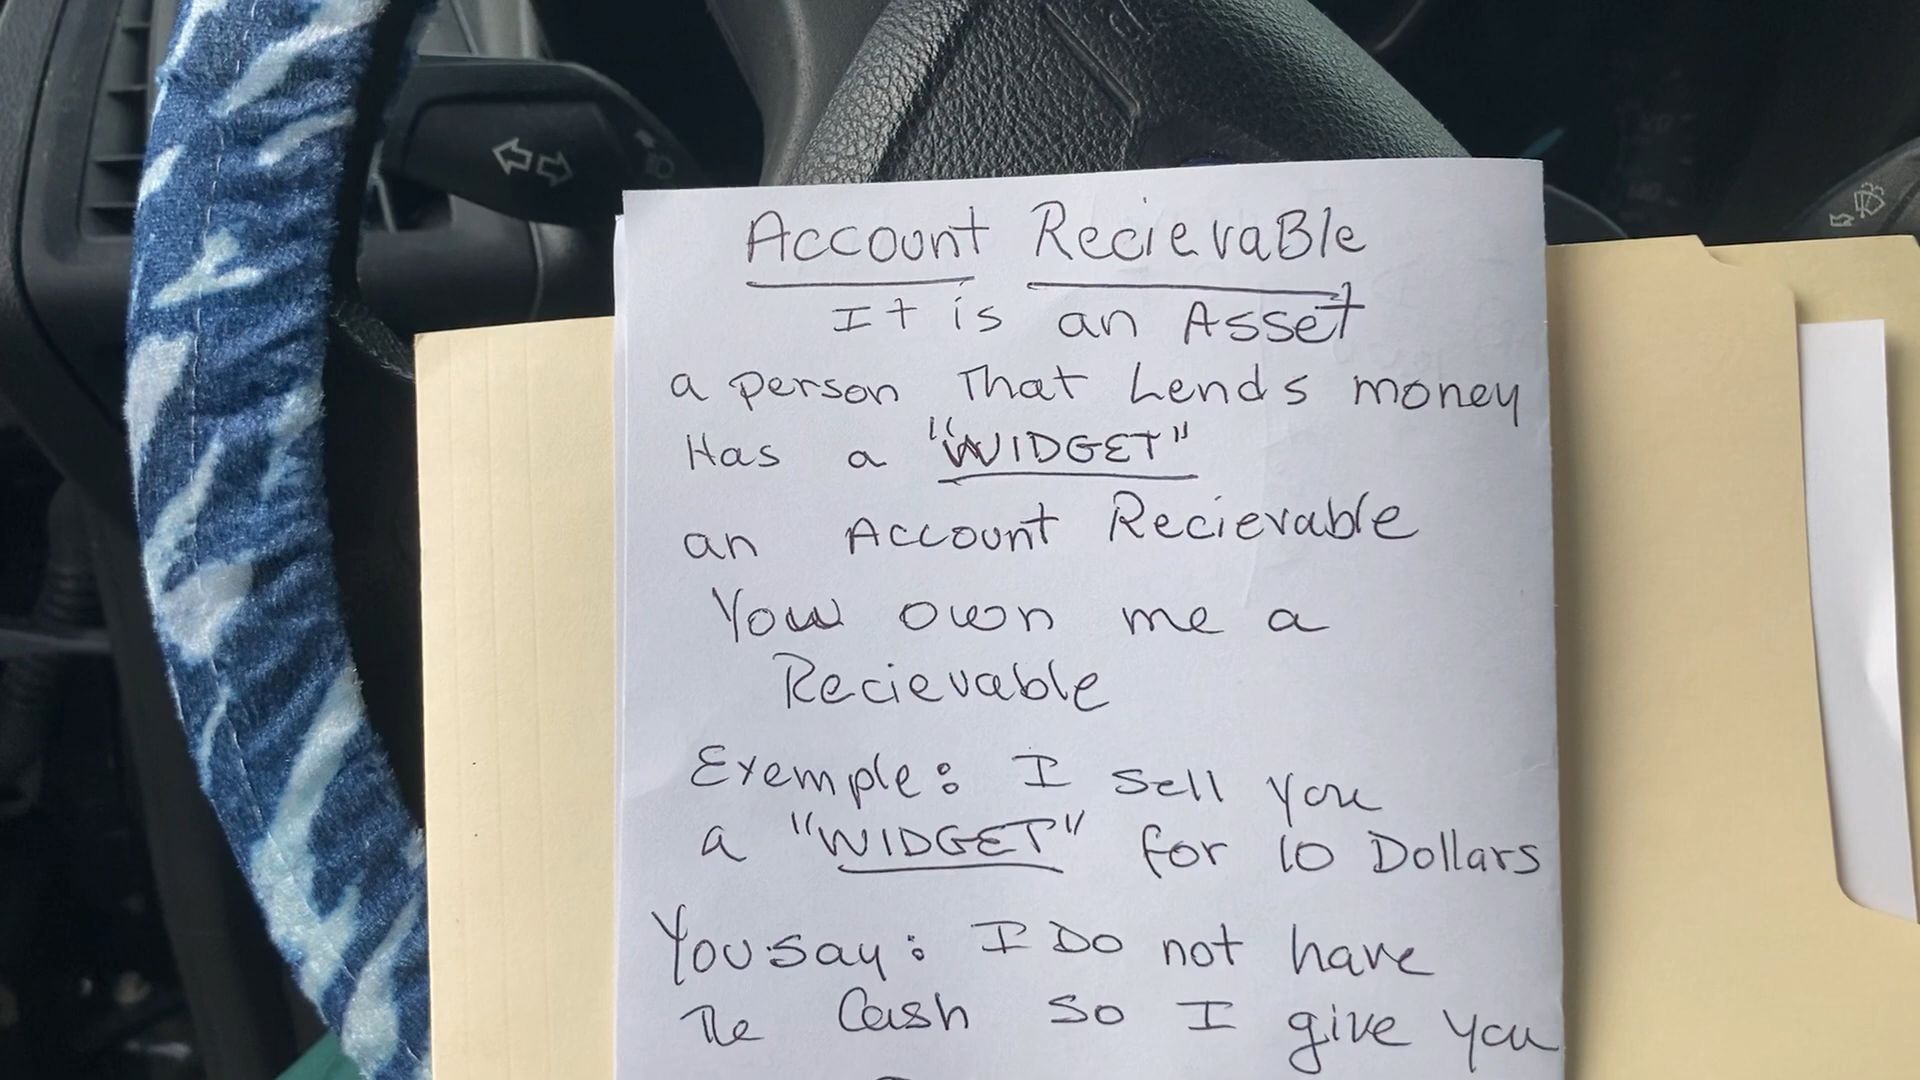 Account RecievaBle
It is an Asset
a person That Lends money
Has a "WIDGET"
an Account Recievable
You own me a
Recievable
Exemple: I sell you
a "WIDGET" for 10 Dollars
You say: I Do not have
The Cash so I give you